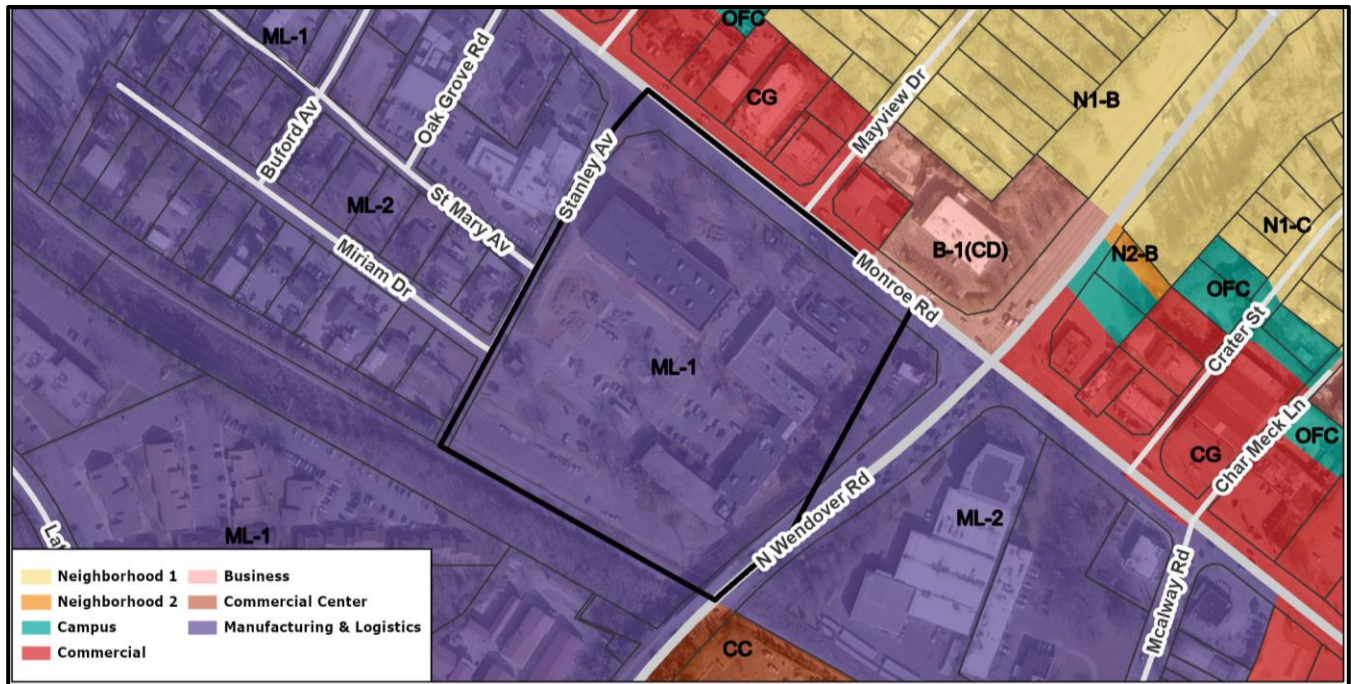 OFC
ML-1
Oak Grove Rd
CG
Mayview Dr
N1-B
Buford Av
Stanley Av
ML-2
St Mary Av
Miriam Dr
B-1(CD)
Monroe Rd
N2-B
N1-C
OFC
Crater St
ML-1
Char Meck Ln
OFC
CG
N Wendover Rd
ML-2
ML-1
Mcalway Rd
CC
Neighborhood 1
Neighborhood 2
Campus
Commercial
Business
Commercial Center
Manufacturing & Logistics